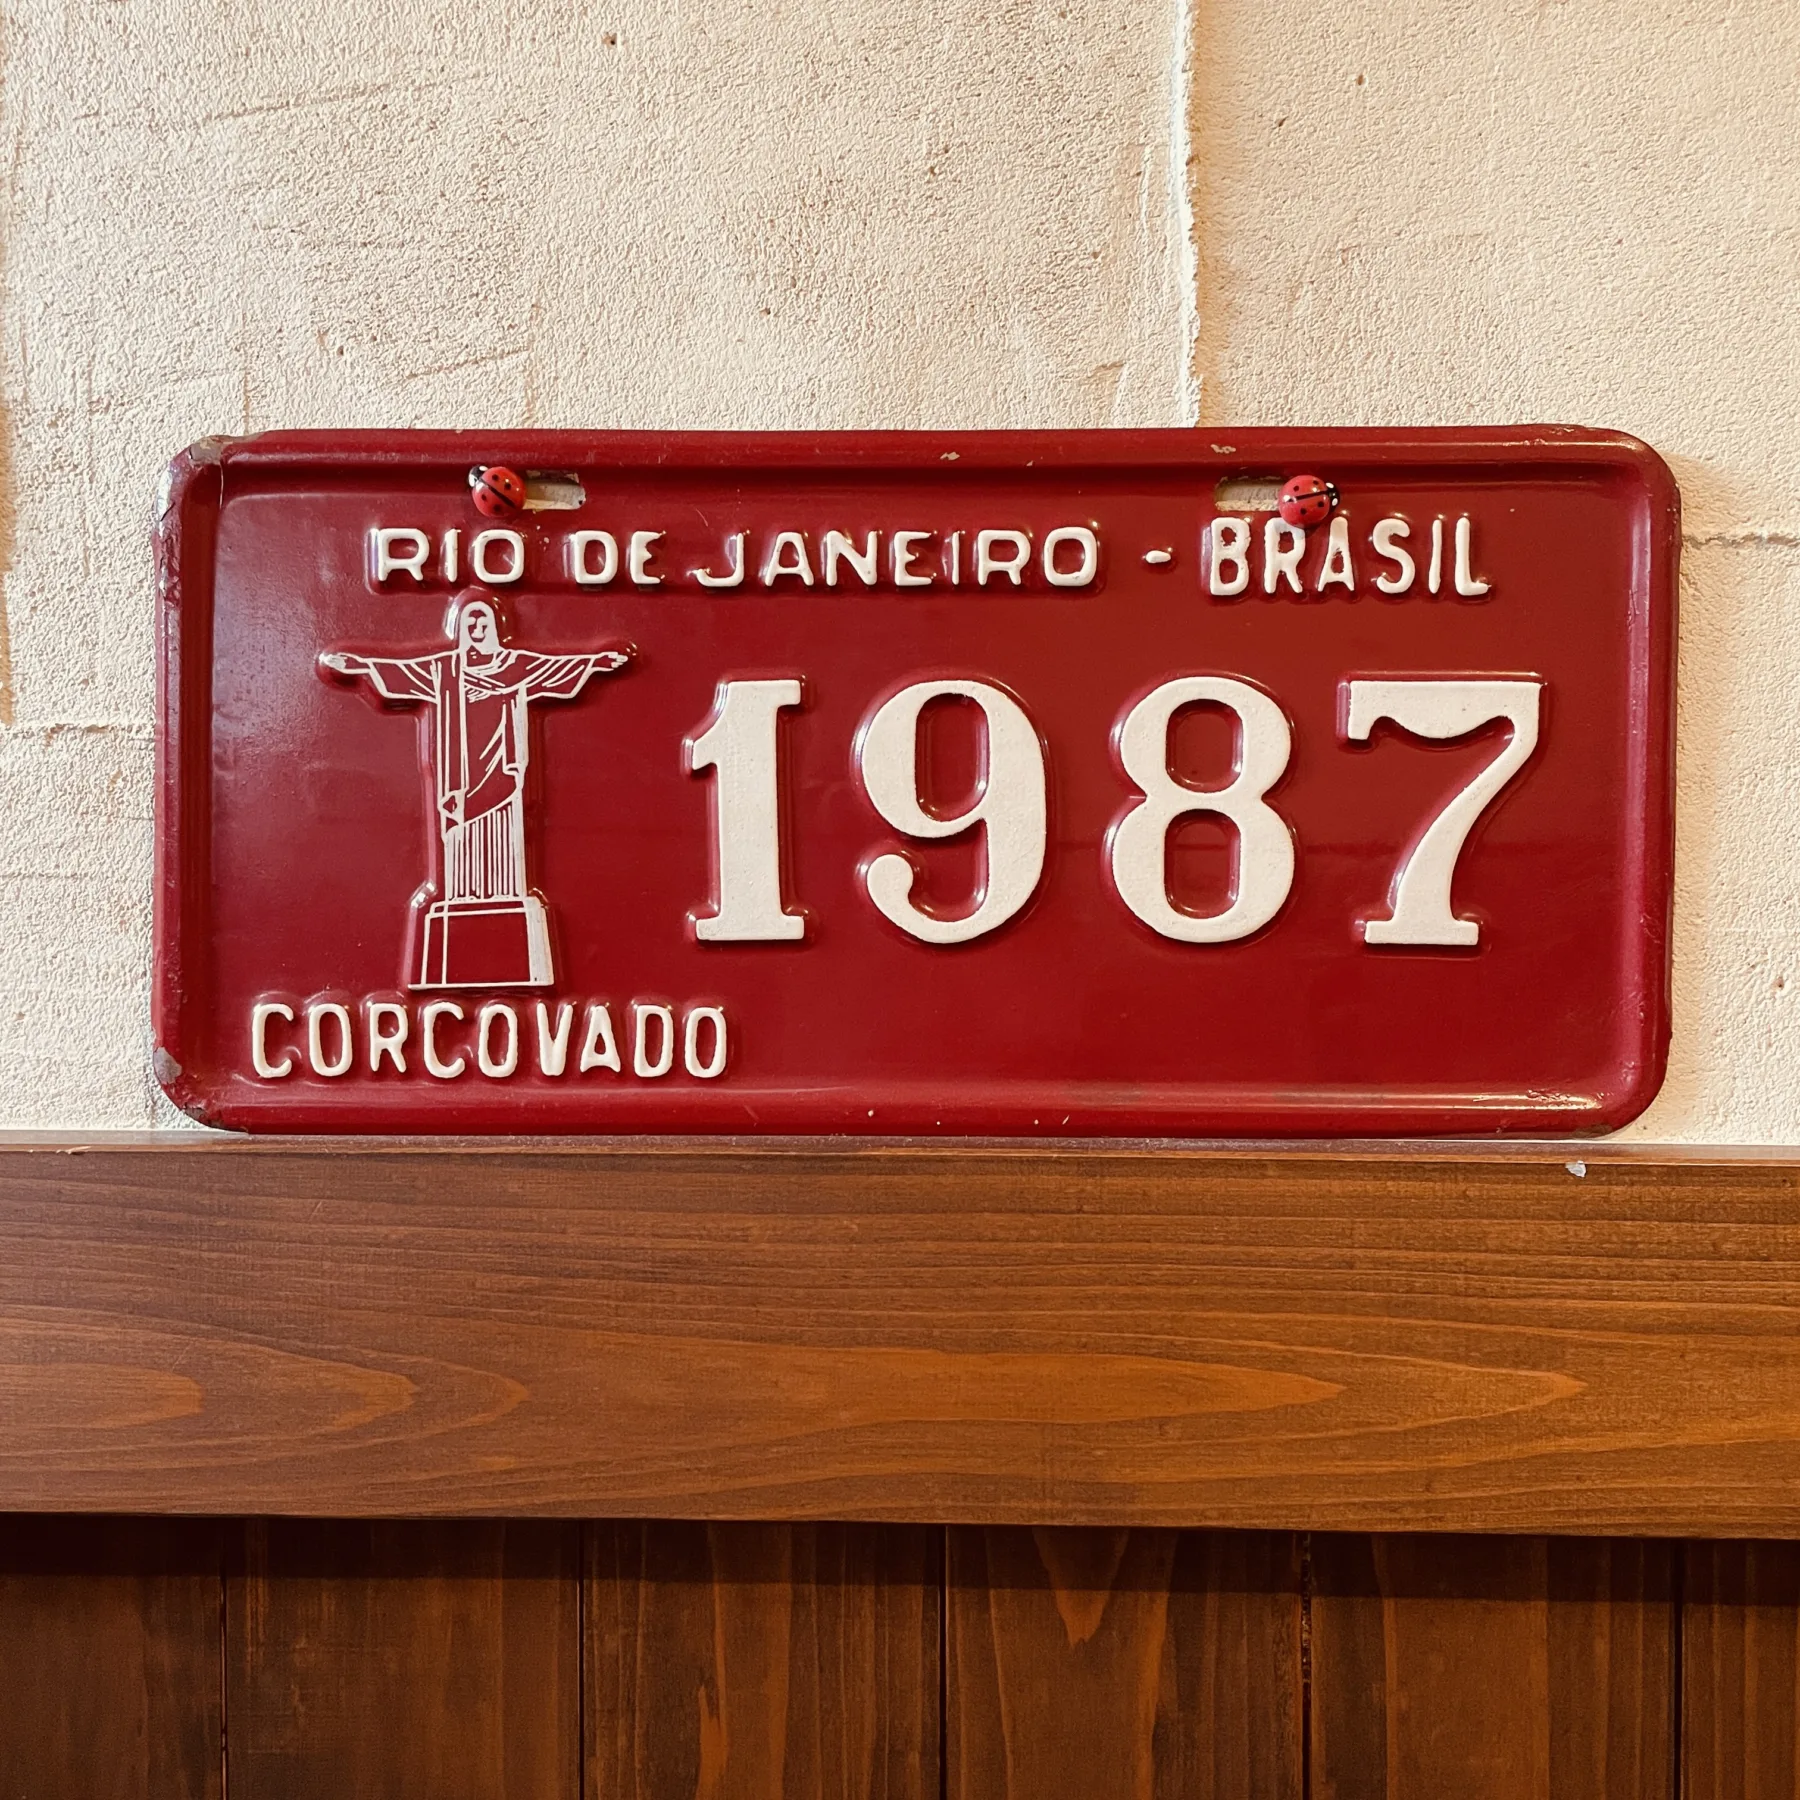 RIO DE JANEIRO - BRASIL
1987
CORCOVADO